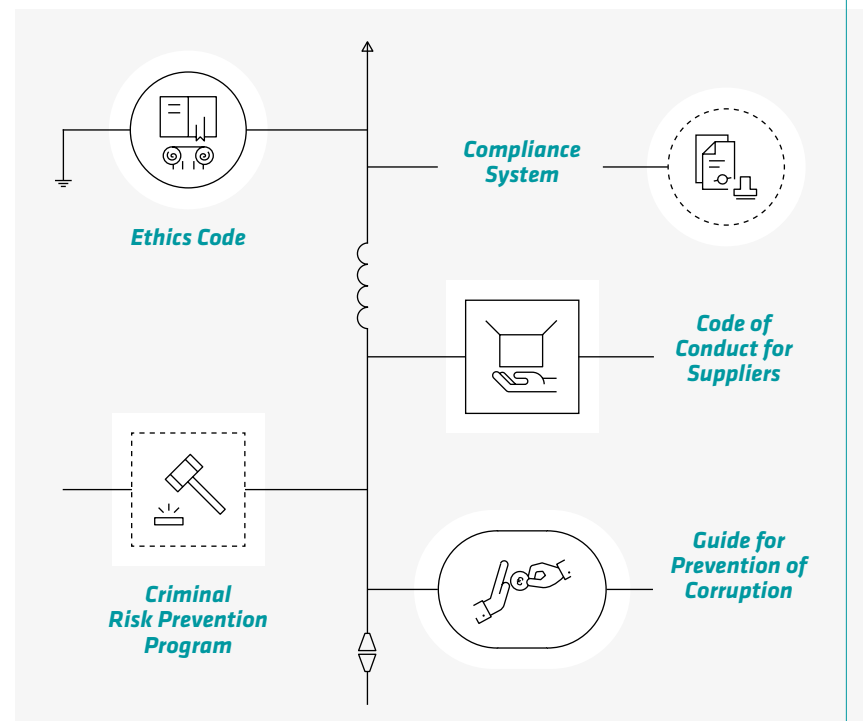 Ethics Code
Compliance
System
Code of
Conduct for
Suppliers
Criminal
Risk Prevention
Program
Guide for
Prevention of
Corruption
€